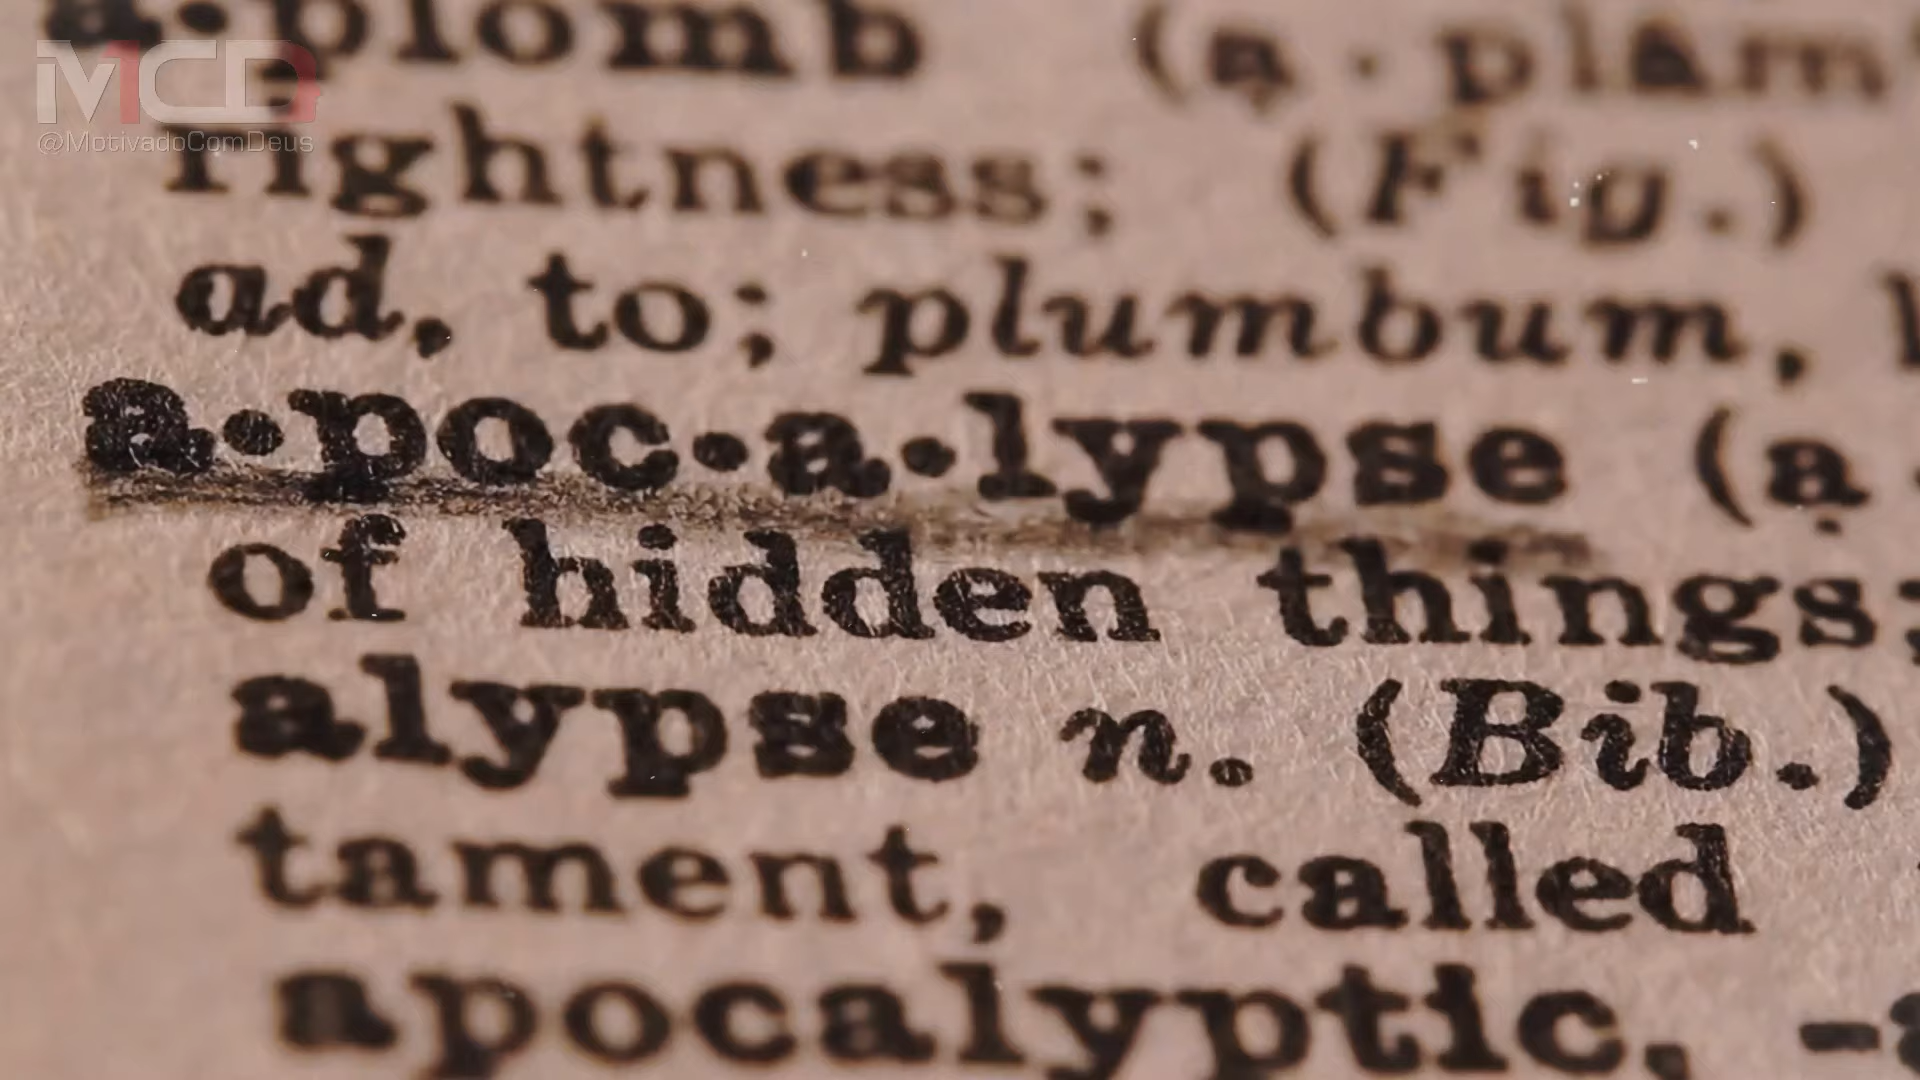 MCD
@MotivadoComDeus
a·plomb (a·plam'
rightness; (Fig.)
ad, to; plumbum,
a·poc·a·lypse (ạ·
of hidden things;
alypse n. (Bib.)
tament, called
apocalyptic, -a